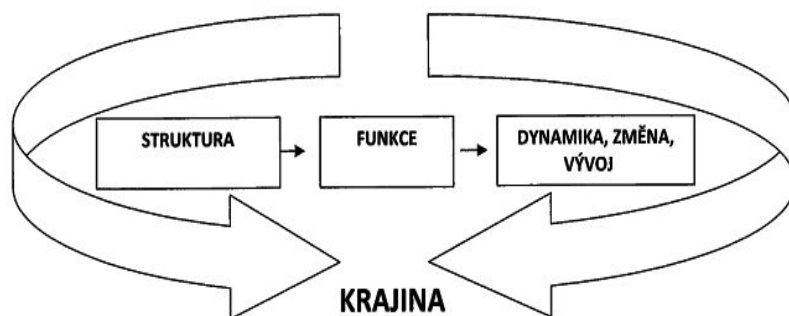 STRUKTURA
FUNKCE
DYNAMIKA, ZMĚNA,
VÝVOJ
KRAJINA